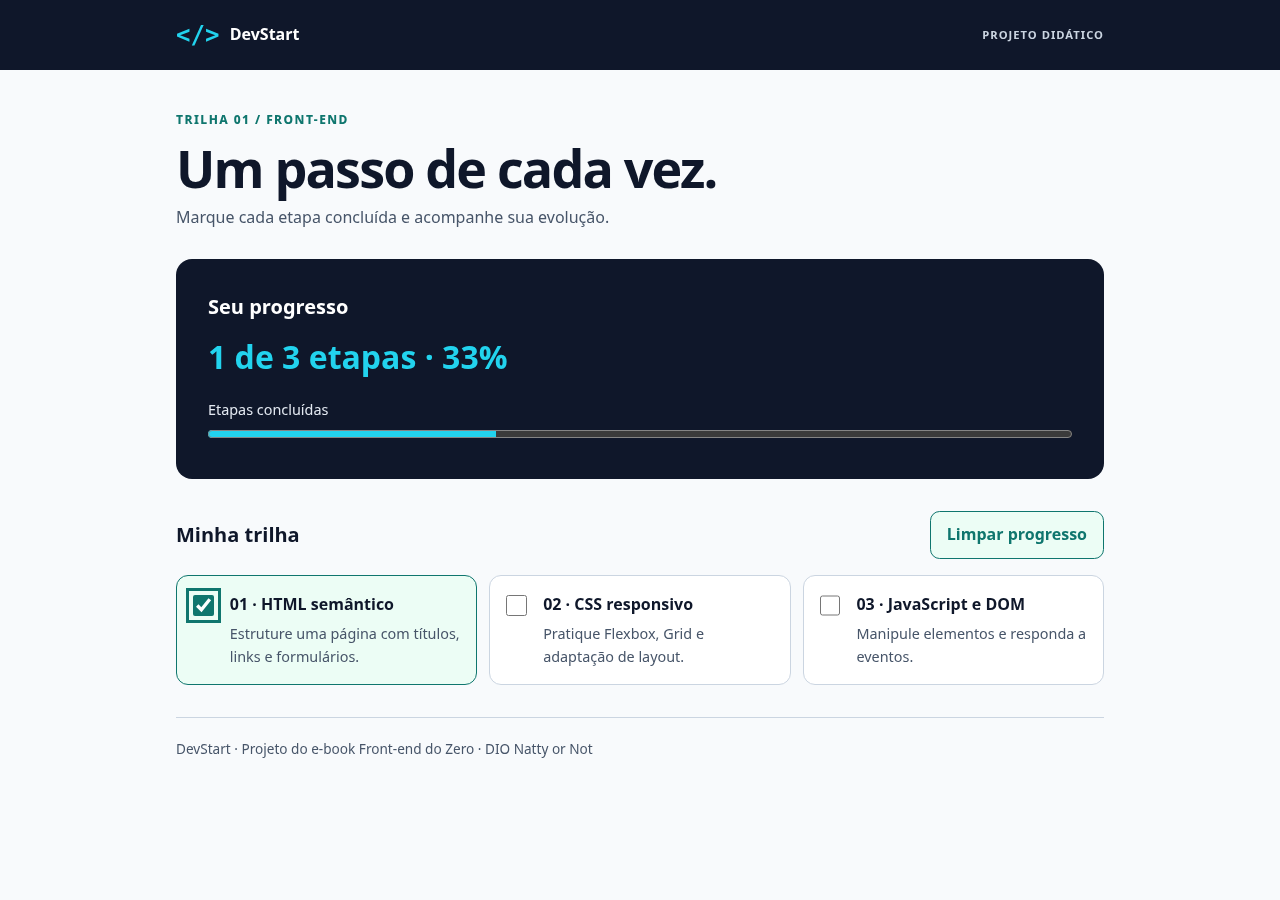 </> DevStart
PROJETO DIDÁTICO
TRILHA 01 / FRONT-END
Um passo de cada vez.
Marque cada etapa concluída e acompanhe sua evolução.
Seu progresso
1 de 3 etapas · 33%
Etapas concluídas
Minha trilha
Limpar progresso
01 · HTML semântico
Estruture uma página com títulos,
links e formulários.
02 · CSS responsivo
Pratique Flexbox, Grid e
adaptação de layout.
03 · JavaScript e DOM
Manipule elementos e responda a
eventos.
DevStart · Projeto do e-book Front-end do Zero · DIO Natty or Not